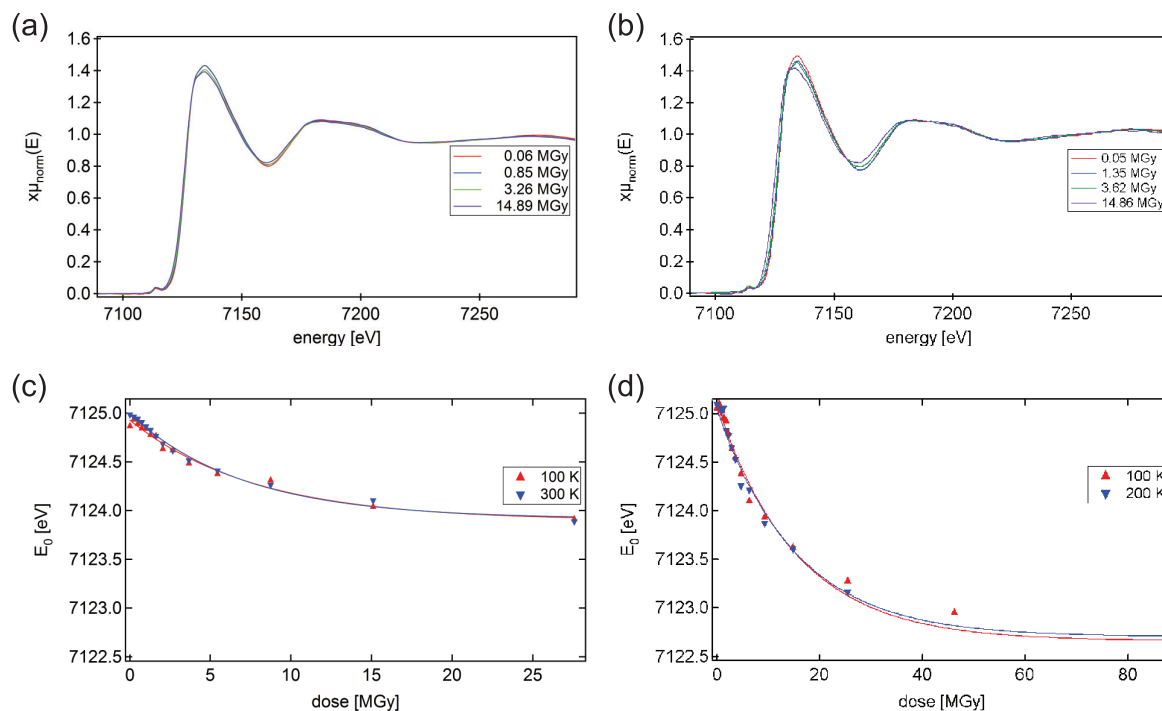 (a)
1.6
1.4
1.2
1.0
0.8
0.6
0.4
0.2
0.0
xμnorm(E)
7100 7150 7200 7250
energy [eV]
0.06 MGy
0.85 MGy
3.26 MGy
14.89 MGy
(b)
1.6
1.4
1.2
1.0
0.8
0.6
0.4
0.2
0.0
xμnorm(E)
7100 7150 7200 7250
energy [eV]
0.05 MGy
1.35 MGy
3.62 MGy
14.86 MGy
(c)
7125.0
7124.5
7124.0
7123.5
7123.0
7122.5
E0 [eV]
0 5 10 15 20 25
dose [MGy]
100 K
300 K
(d)
7125.0
7124.5
7124.0
7123.5
7123.0
7122.5
E0 [eV]
0 20 40 60 80
dose [MGy]
100 K
200 K